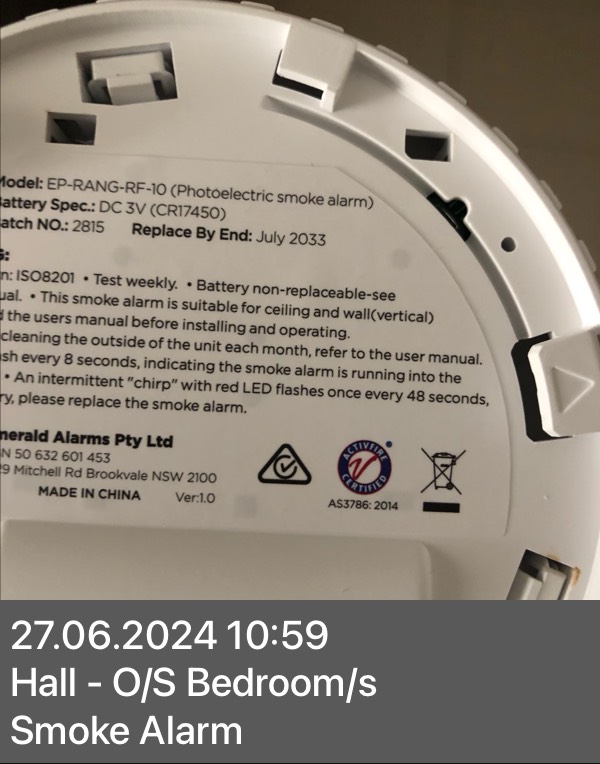 Model: EP-RANG-RF-10 (Photoelectric smoke alarm)
Battery Spec.: DC 3V (CR17450)
Batch NO.: 2815 Replace By End: July 2033
n: ISO8201 • Test weekly. • Battery non-replaceable-see
ual. • This smoke alarm is suitable for ceiling and wall(vertical)
the users manual before installing and operating.
cleaning the outside of the unit each month, refer to the user manual.
sh every 8 seconds, indicating the smoke alarm is running into the
• An intermittent "chirp" with red LED flashes once every 48 seconds,
ry, please replace the smoke alarm.
merald Alarms Pty Ltd
N 50 632 601 453
9 Mitchell Rd Brookvale NSW 2100
MADE IN CHINA Ver:1.0
ACTIVFIRE
CERTIFIED
AS3786: 2014
27.06.2024 10:59
Hall - O/S Bedroom/s
Smoke Alarm